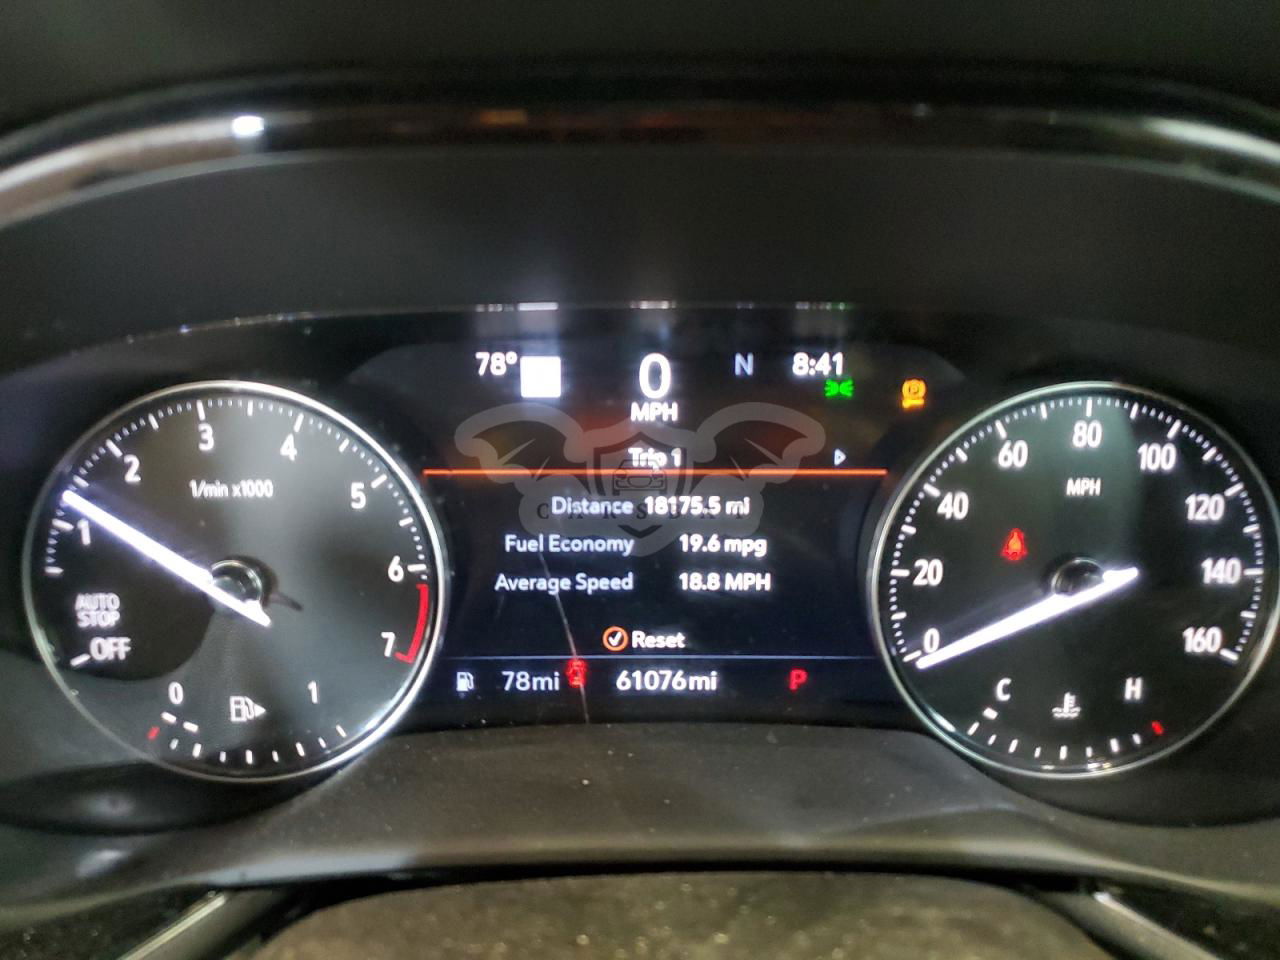 78° 0 N 8:41
MPH
Trip 1
Distance 18175.5 mi
Fuel Economy 19.6 mpg
Average Speed 18.8 MPH
Reset
78mi 61076mi P
1/min x1000
AUTO
STOP
OFF
1
2
3
4
5
6
7
0 1
MPH
0
20
40
60
80
100
120
140
160
C H
CARSDAT